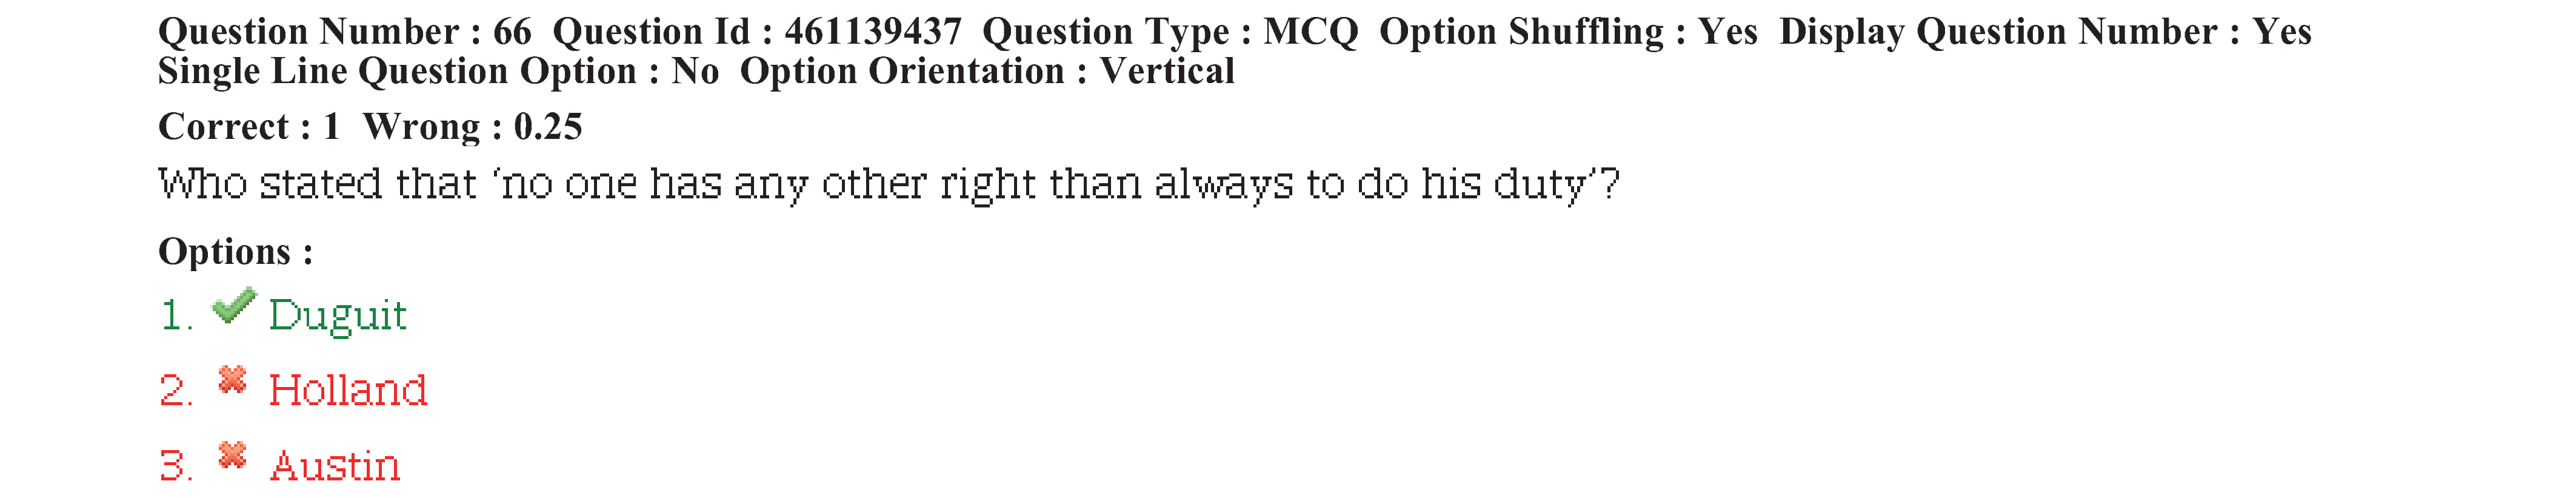 Question Number : 66 Question Id : 461139437 Question Type : MCQ Option Shuffling : Yes Display Question Number : Yes
Single Line Question Option : No Option Orientation : Vertical
Correct : 1 Wrong : 0.25
Who stated that ‘no one has any other right than always to do his duty’?
Options :
1. Duguit
2. Holland
3. Austin